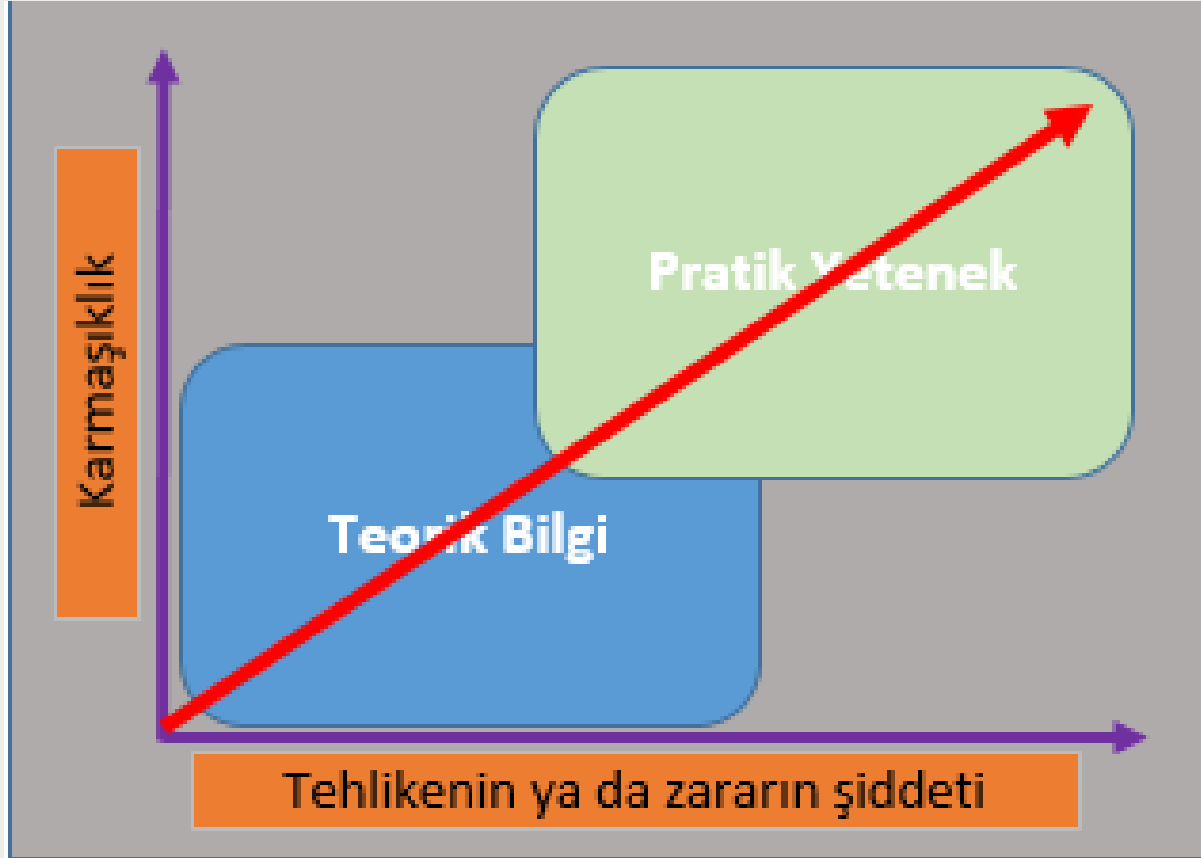 Karmaşıklık
Pratik Yetenek
Teorik Bilgi
Tehlikenin ya da zararın şiddeti